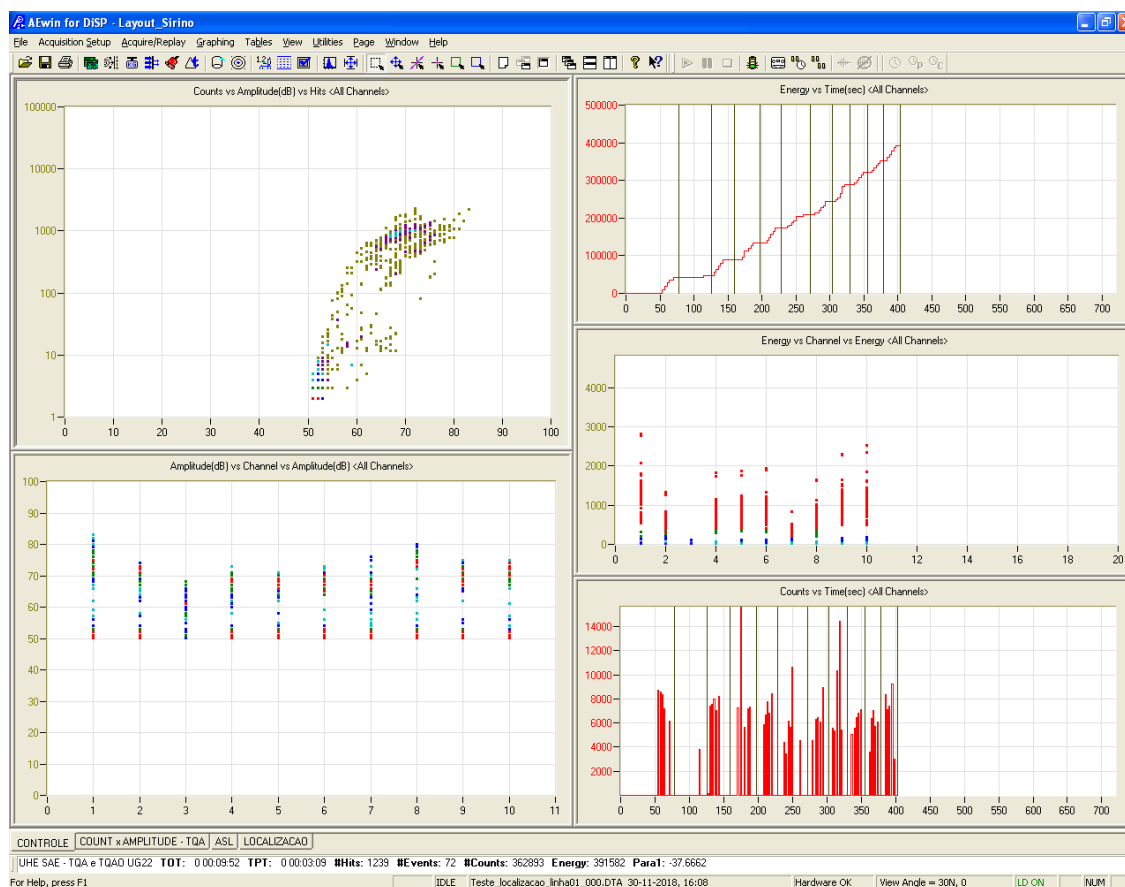 AEwin for DiSP - Layout_Sirino
File Acquisition Setup Acquire/Replay Graphing Tables View Utilities Page Window Help
Counts vs Amplitude(dB) vs Hits <All Channels>
100000
10000
1000
100
10
1
0 10 20 30 40 50 60 70 80 90 100
Amplitude(dB) vs Channel vs Amplitude(dB) <All Channels>
100
90
80
70
60
50
40
30
20
10
0
0 1 2 3 4 5 6 7 8 9 10 11
Energy vs Time(sec) <All Channels>
500000
400000
300000
200000
100000
0
0 50 100 150 200 250 300 350 400 450 500 550 600 650 700
Energy vs Channel vs Energy <All Channels>
4000
3000
2000
1000
0
0 2 4 6 8 10 12 14 16 18 20
Counts vs Time(sec) <All Channels>
14000
12000
10000
8000
6000
4000
2000
0 50 100 150 200 250 300 350 400 450 500 550 600 650 700
CONTROLE COUNT x AMPLITUDE - TQA ASL LOCALIZACAO
UHE SAE - TQA e TQAO UG22 TOT: 0 00:09:52 TPT: 0 00:03:09 #Hits: 1239 #Events: 72 #Counts: 362893 Energy: 391582 Para1: -37.6662
For Help, press F1 IDLE Teste_localizacao_linha01_000.DTA 30-11-2018, 16:08 Hardware OK View Angle = 30N, 0 LD ON NUM